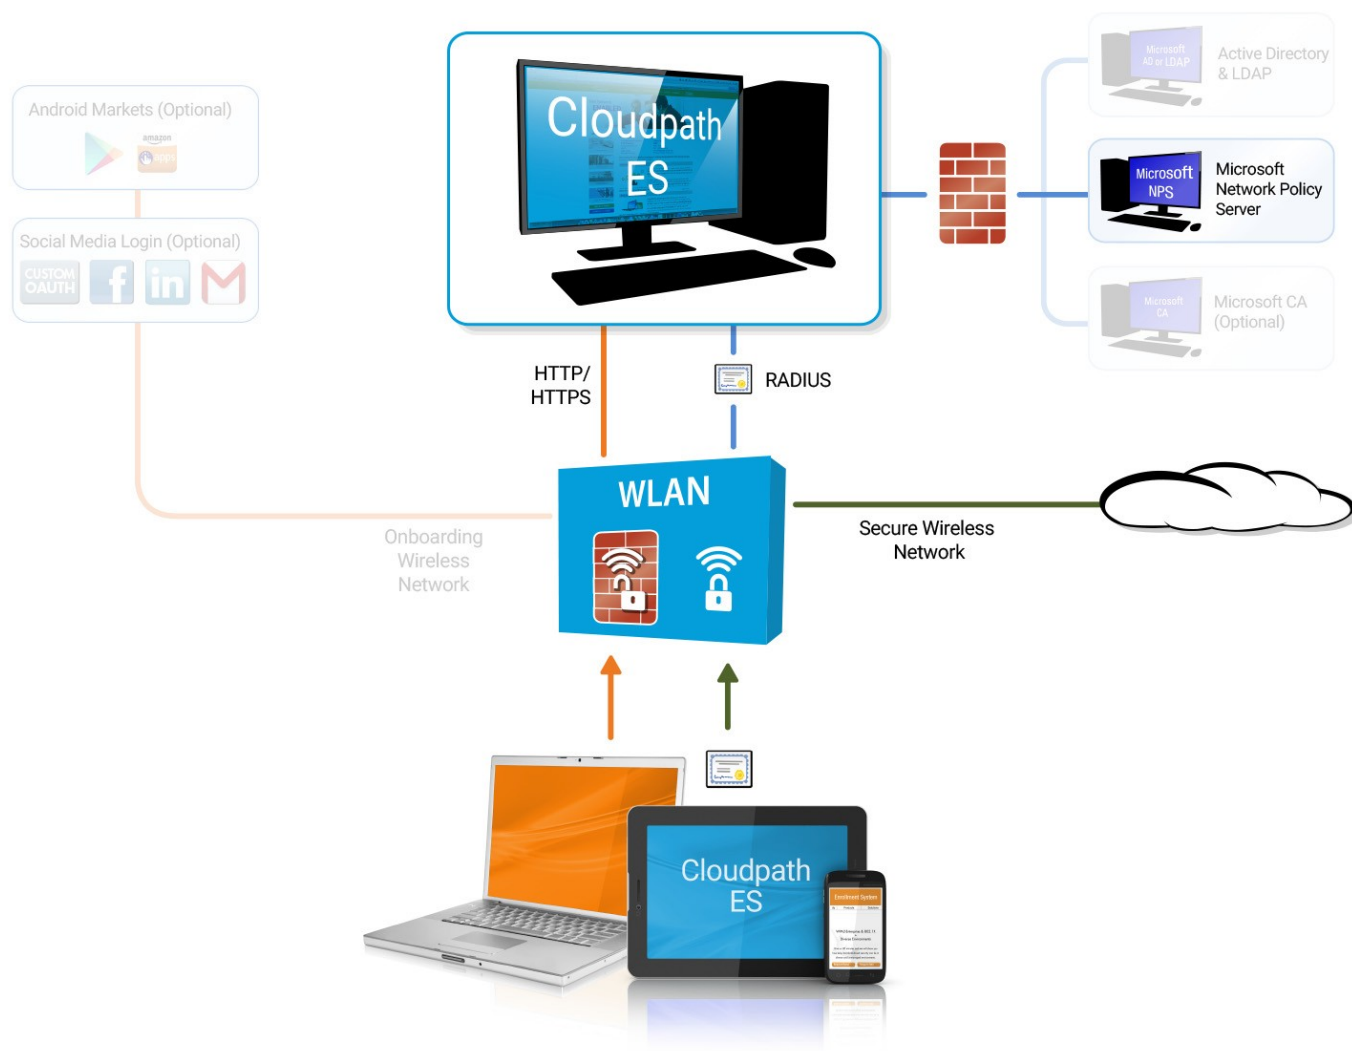 Android Markets (Optional)
amazon
apps
Social Media Login (Optional)
CUSTOM
OAUTH
f
in
Cloudpath
ES
Microsoft
AD or LDAP
Active Directory
& LDAP
Microsoft
NPS
Microsoft
Network Policy
Server
Microsoft
CA
Microsoft CA
(Optional)
HTTP/
HTTPS
RADIUS
WLAN
Onboarding
Wireless
Network
Secure Wireless
Network
Cloudpath
ES
Enrollment System